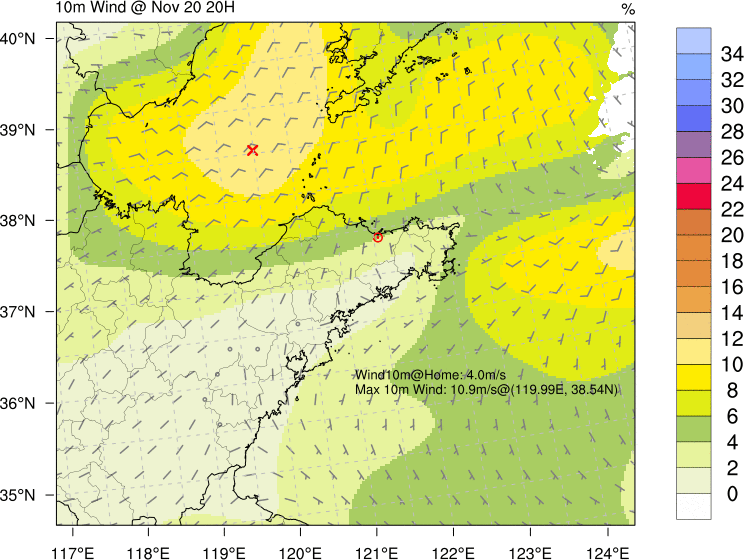 10m Wind @ Nov 20 20H
%
40°N
39°N
38°N
37°N
36°N
35°N
Wind10m@Home: 4.0m/s
Max 10m Wind: 10.9m/s@(119.99E, 38.54N)
117°E 118°E 119°E 120°E 121°E 122°E 123°E 124°E
34
32
30
28
26
24
22
20
18
16
14
12
10
8
6
4
2
0